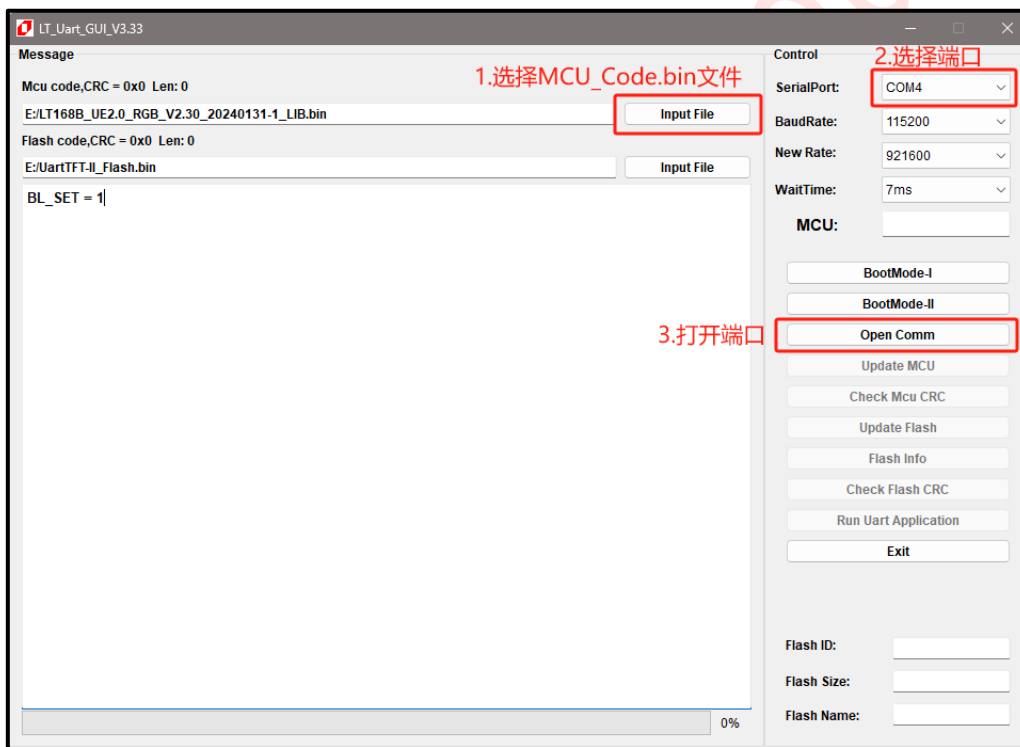 LT_Uart_GUI_V3.33
Message
Mcu code,CRC = 0x0 Len: 0
1.选择MCU_Code.bin文件
E:/LT168B_UE2.0_RGB_V2.30_20240131-1_LIB.bin
Input File
Flash code,CRC = 0x0 Len: 0
E:/UartTFT-II_Flash.bin
Input File
BL_SET = 1
0%
Control
2.选择端口
SerialPort:
COM4
BaudRate:
115200
New Rate:
921600
WaitTime:
7ms
MCU:
BootMode-I
BootMode-II
3.打开端口
Open Comm
Update MCU
Check Mcu CRC
Update Flash
Flash Info
Check Flash CRC
Run Uart Application
Exit
Flash ID:
Flash Size:
Flash Name: